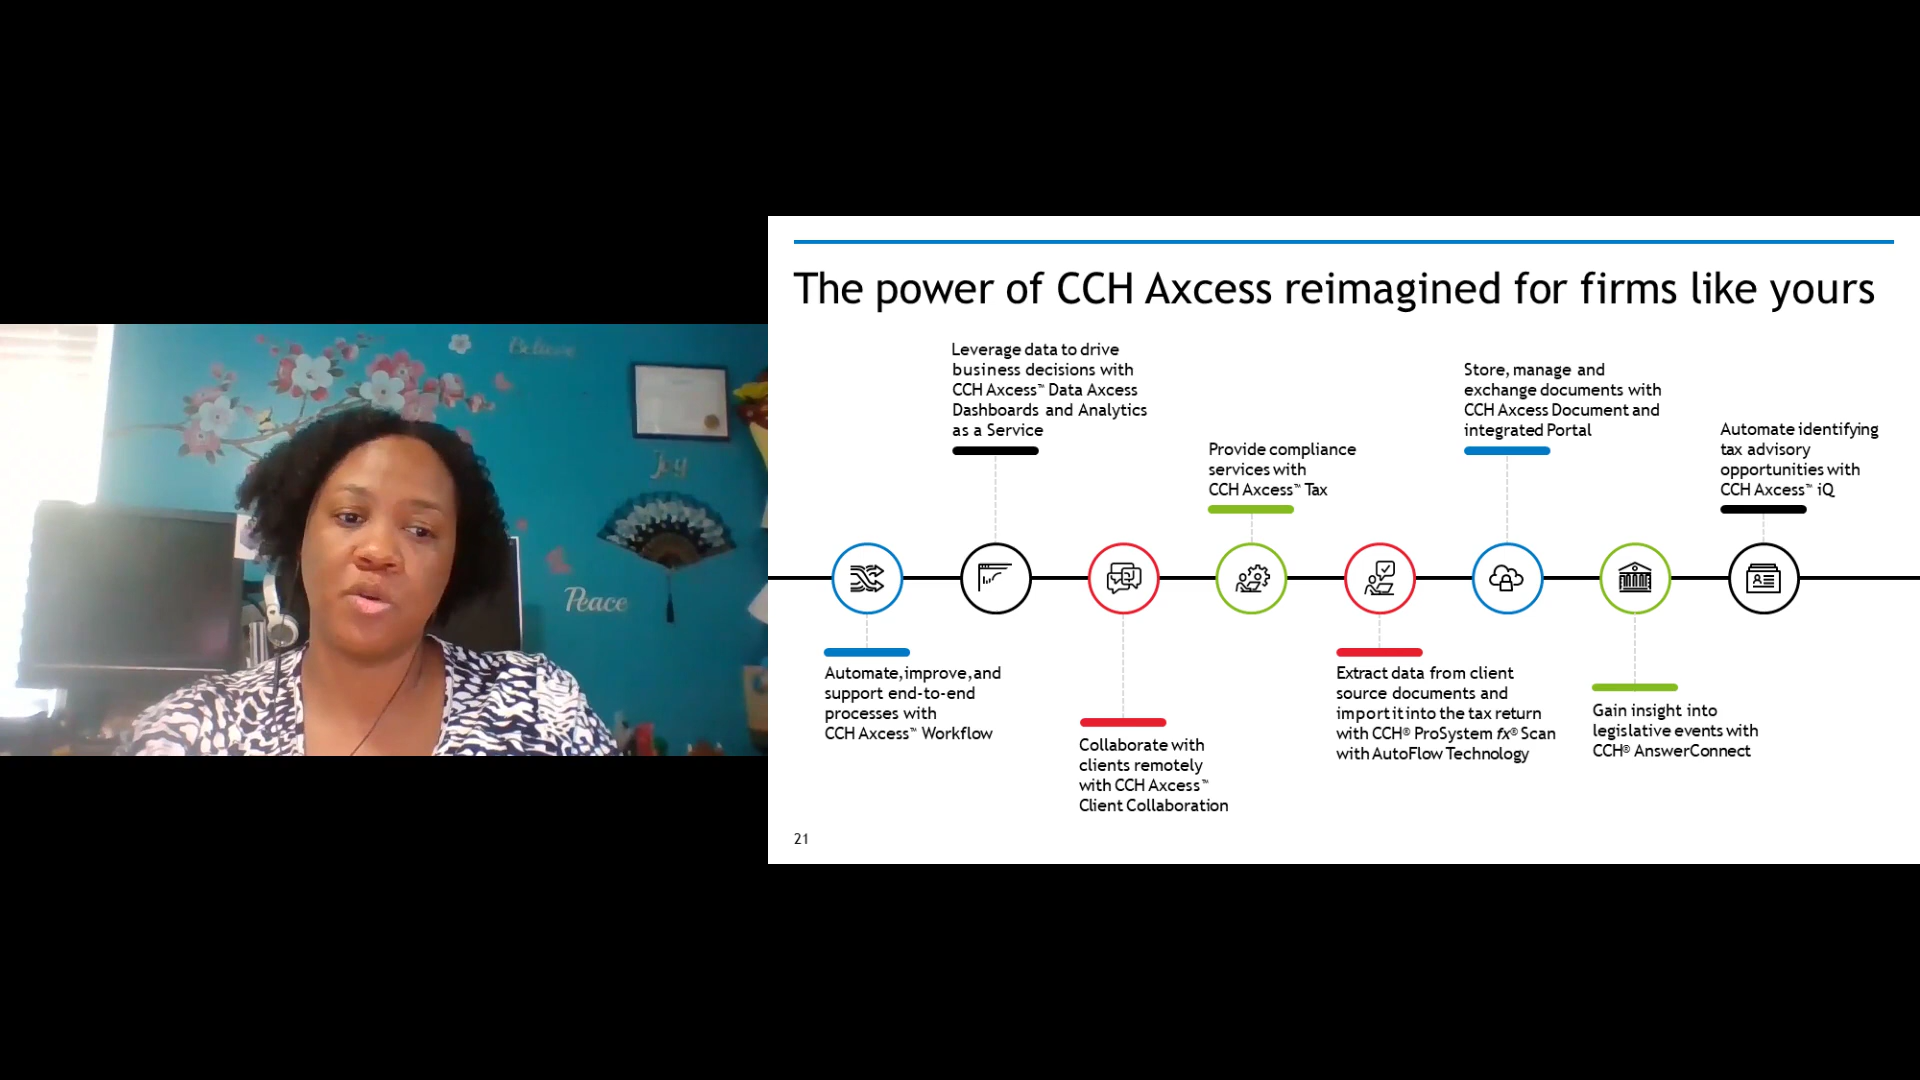 Believe
Joy
Peace
The power of CCH Axcess reimagined for firms like yours
Leverage data to drive
business decisions with
CCH Axcess™ Data Axcess
Dashboards and Analytics
as a Service
Provide compliance
services with
CCH Axcess™ Tax
Store, manage and
exchange documents with
CCH Axcess Document and
integrated Portal
Automate identifying
tax advisory
opportunities with
CCH Axcess™ iQ
Automate, improve, and
support end-to-end
processes with
CCH Axcess™ Workflow
Collaborate with
clients remotely
with CCH Axcess™
Client Collaboration
Extract data from client
source documents and
import it into the tax return
with CCH® ProSystem fx® Scan
with AutoFlow Technology
Gain insight into
legislative events with
CCH® AnswerConnect
21